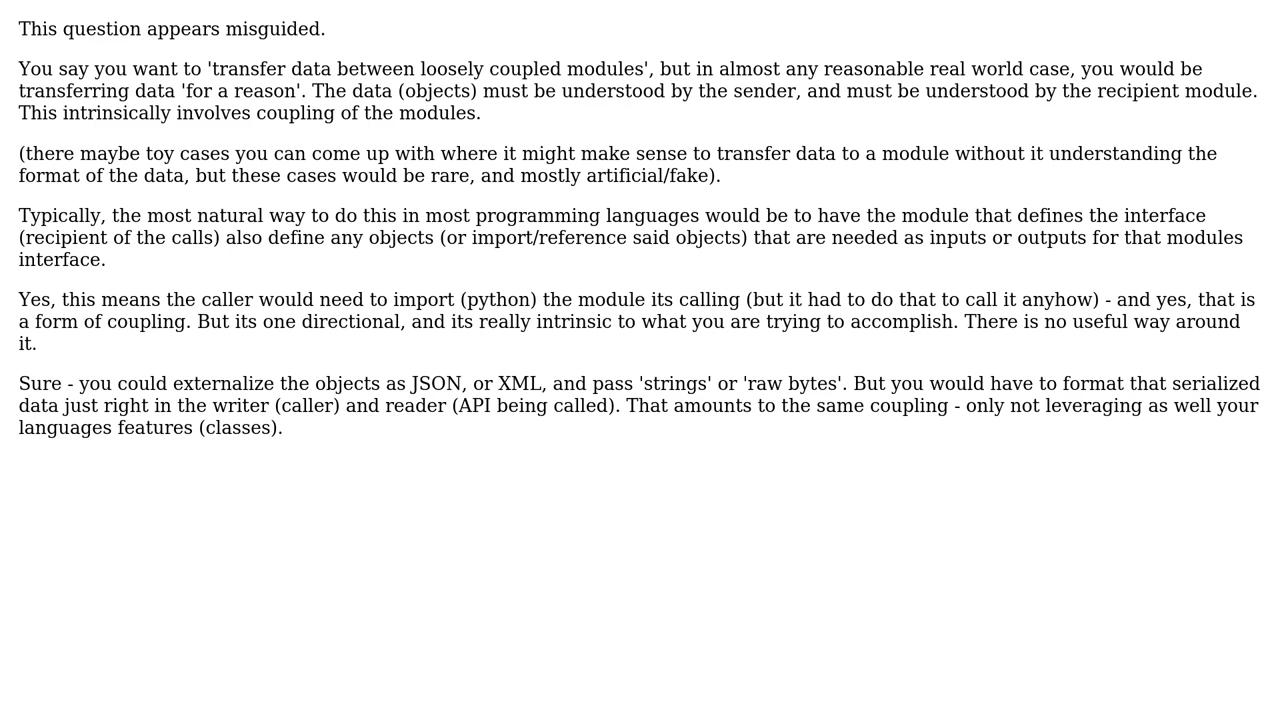 This question appears misguided.
You say you want to 'transfer data between loosely coupled modules', but in almost any reasonable real world case, you would be
transferring data 'for a reason'. The data (objects) must be understood by the sender, and must be understood by the recipient module.
This intrinsically involves coupling of the modules.
(there maybe toy cases you can come up with where it might make sense to transfer data to a module without it understanding the
format of the data, but these cases would be rare, and mostly artificial/fake).
Typically, the most natural way to do this in most programming languages would be to have the module that defines the interface
(recipient of the calls) also define any objects (or import/reference said objects) that are needed as inputs or outputs for that modules
interface.
Yes, this means the caller would need to import (python) the module its calling (but it had to do that to call it anyhow) - and yes, that is
a form of coupling. But its one directional, and its really intrinsic to what you are trying to accomplish. There is no useful way around
it.
Sure - you could externalize the objects as JSON, or XML, and pass 'strings' or 'raw bytes'. But you would have to format that serialized
data just right in the writer (caller) and reader (API being called). That amounts to the same coupling - only not leveraging as well your
languages features (classes).